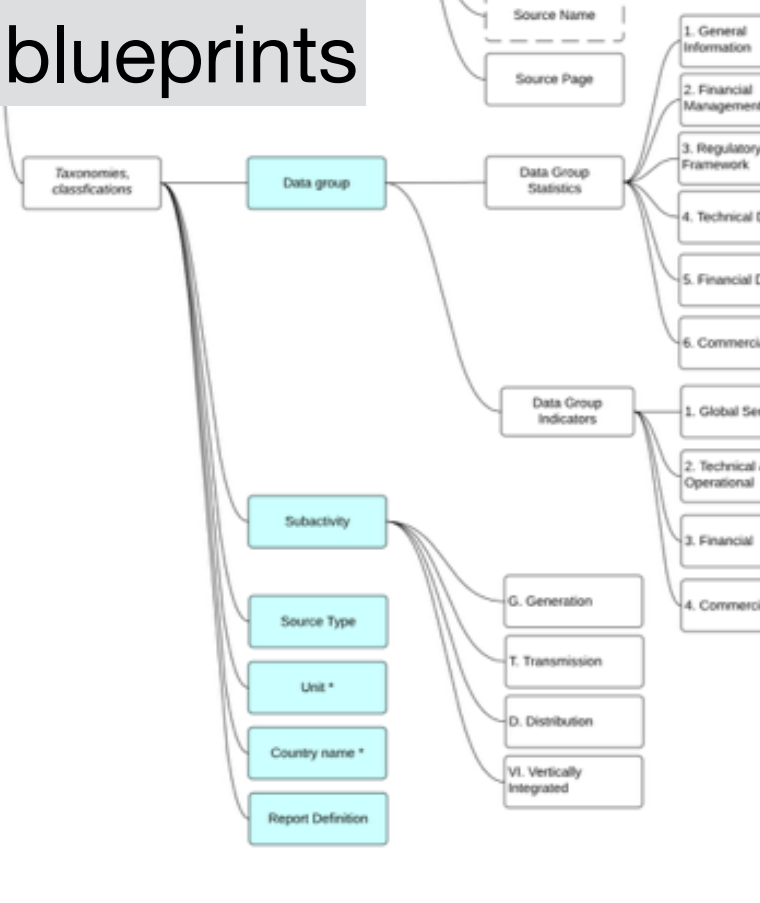 blueprints
Source Name
Source Page
1. General
Information
2. Financial
Management
3. Regulatory
Framework
4. Technical
5. Financial
6.
Taxonomies,
classfications
Data group
Data Group
Statistics
Data Group
Indicators
1. Global
2. Technical
Operational
3. Financial
4.
Subactivity
Source Type
Unit *
Country name *
Report Definition
G. Generation
T. Transmission
D. Distribution
VI. Vertically
Integrated